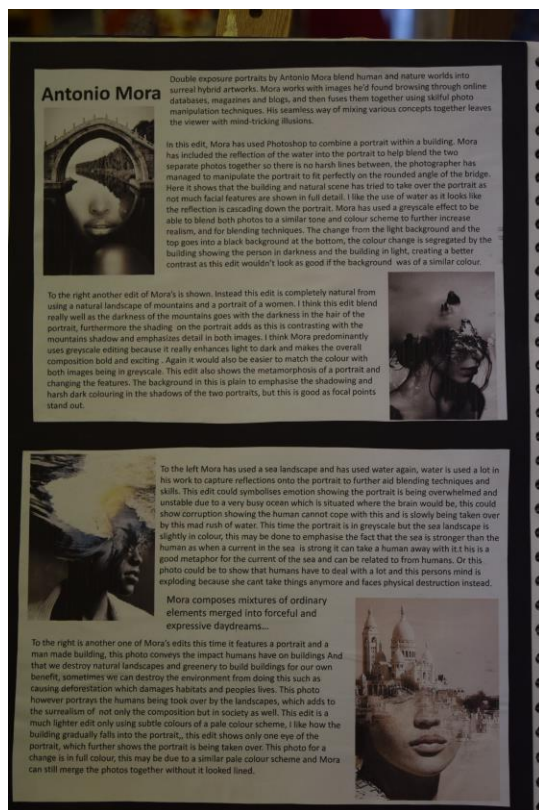 Antonio Mora
Double exposure portraits by Antonio Mora blend human and nature worlds into
surreal hybrid artworks. Mora works with images he'd found browsing through online
databases, magazines and blogs, and then fuses them together using skilful photo
manipulation techniques. His seamless way of mixing various concepts together leaves
the viewer with mind-tricking illusions.
In this edit, Mora has used Photoshop to combine a portrait within a building. Mora
has included the reflection of the water into the portrait to help blend the two
separate photos together so there is no harsh lines between, the photographer has
managed to manipulate the portrait to fit perfectly on the rounded angle of the bridge.
Here it shows that the building and natural scene has tried to take over the portrait as
not much facial features are shown in full detail. I like the use of water as it looks like
the reflection is cascading down the portrait. Mora has used a greyscale effect to be
able to blend both photos to a similar tone and colour scheme to further increase
realism, and for blending techniques. The change from the light background and the
top goes into a black background at the bottom, the colour change is segregated by the
building showing the person in darkness and the building in light, creating a better
contrast as this edit wouldn't look as good if the background was of a similar colour.
To the right another edit of Mora's is shown. Instead this edit is completely natural from
using a natural landscape of mountains and a portrait of a women. I think this edit blend
really well as the darkness of the mountains goes with the darkness in the hair of the
portrait, furthermore the shading on the portrait adds as this is contrasting with the
mountains shadow and emphasizes detail in both images. I think Mora predominantly
uses greyscale editing because it really enhances light to dark and makes the overall
composition bold and exciting . Again it would also be easier to match the colour with
both images being in greyscale. This edit also shows the metamorphosis of a portrait and
changing the features. The background in this is plain to emphasise the shadowing and
harsh dark colouring in the shadows of the two portraits, but this is good as focal points
stand out.
To the left Mora has used a sea landscape and has used water again, water is used a lot in
his work to capture reflections onto the portrait to further aid blending techniques and
skills. This edit could symbolises emotion showing the portrait is being overwhelmed and
unstable due to a very busy ocean which is situated where the brain would be, this could
show corruption showing the human cannot cope with this and is slowly being taken over
by this mad rush of water. This time the portrait is in greyscale but the sea landscape is
slightly in colour, this may be done to emphasise the fact that the sea is stronger than the
human as when a current in the sea is strong it can take a human away with it.t his is a
good metaphor for the current of the sea and can be related to from humans. Or this
photo could be to show that humans have to deal with a lot and this persons mind is
exploding because she cant take things anymore and faces physical destruction instead.
Mora composes mixtures of ordinary
elements merged into forceful and
expressive daydreams...
To the right is another one of Mora's edits this time it features a portrait and a
man made building, this photo conveys the impact humans have on buildings And
that we destroy natural landscapes and greenery to build buildings for our own
benefit, sometimes we can destroy the environment from doing this such as
causing deforestation which damages habitats and peoples lives. This photo
however portrays the humans being took over by the landscapes, which adds to
the surrealism of not only the composition but in society as well. This edit is a
much lighter edit only using subtle colours of a pale colour scheme, i like how the
building gradually falls into the portrait,, this edit shows only one eye of the
portrait, which further shows the portrait is being taken over. This photo for a
change is in full colour, this may be due to a similar pale colour scheme and Mora
can still merge the photos together without it looked lined.